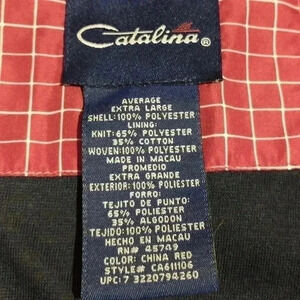 Catalina®
AVERAGE
EXTRA LARGE
SHELL:100% POLYESTER
LINING:
KNIT:65% POLYESTER
35% COTTON
WOVEN:100% POLYESTER
MADE IN MACAU
PROMEDIO
EXTRA GRANDE
EXTERIOR:100% POLIESTER
FORRO:
TEJITO DE PUNTO:
65% POLIESTER
35% ALGODON
TEJIDO:100% POLIESTER
HECHO EN MACAU
RN# 45749
COLOR: CHINA RED
STYLE# CA611106
UPC:7 3220794260